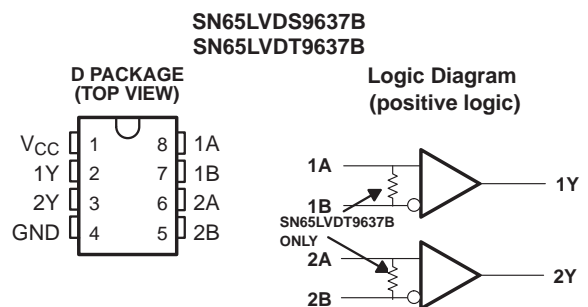 SN65LVDS9637B
SN65LVDT9637B
D PACKAGE
(TOP VIEW)
VCC 1 8 1A
1Y 2 7 1B
2Y 3 6 2A
GND 4 5 2B
Logic Diagram
(positive logic)
1A
1Y
1B
SN65LVDT9637B
ONLY
2A
2Y
2B